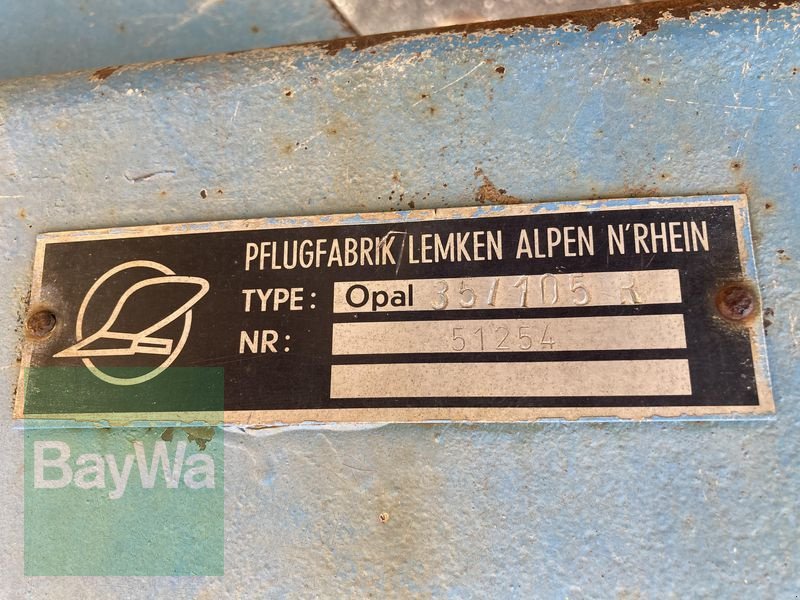 PFLUGFABRIK LEMKEN ALPEN N'RHEIN
TYPE: Opal 35/105 R
NR: 51254
BayWa